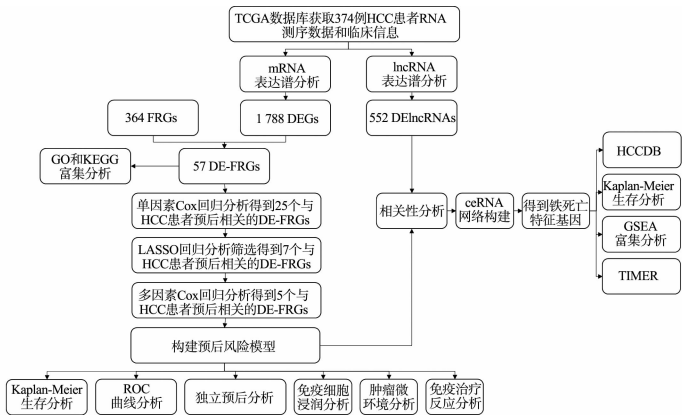 TCGA数据库获取374例HCC患者RNA
测序数据和临床信息
mRNA
表达谱分析
lncRNA
表达谱分析
364 FRGs
1 788 DEGs
552 DElncRNAs
GO和KEGG
富集分析
57 DE-FRGs
单因素Cox回归分析得到25个与
HCC患者预后相关的DE-FRGs
LASSO回归分析筛选得到7个与
HCC患者预后相关的DE-FRGs
多因素Cox回归分析得到5个与
HCC患者预后相关的DE-FRGs
构建预后风险模型
相关性分析
ceRNA
网络构建
得到铁死亡
特征基因
HCCDB
Kaplan-Meier
生存分析
GSEA
富集分析
TIMER
Kaplan-Meier
生存分析
ROC
曲线分析
独立预后分析
免疫细胞
浸润分析
肿瘤微
环境分析
免疫治疗
反应分析